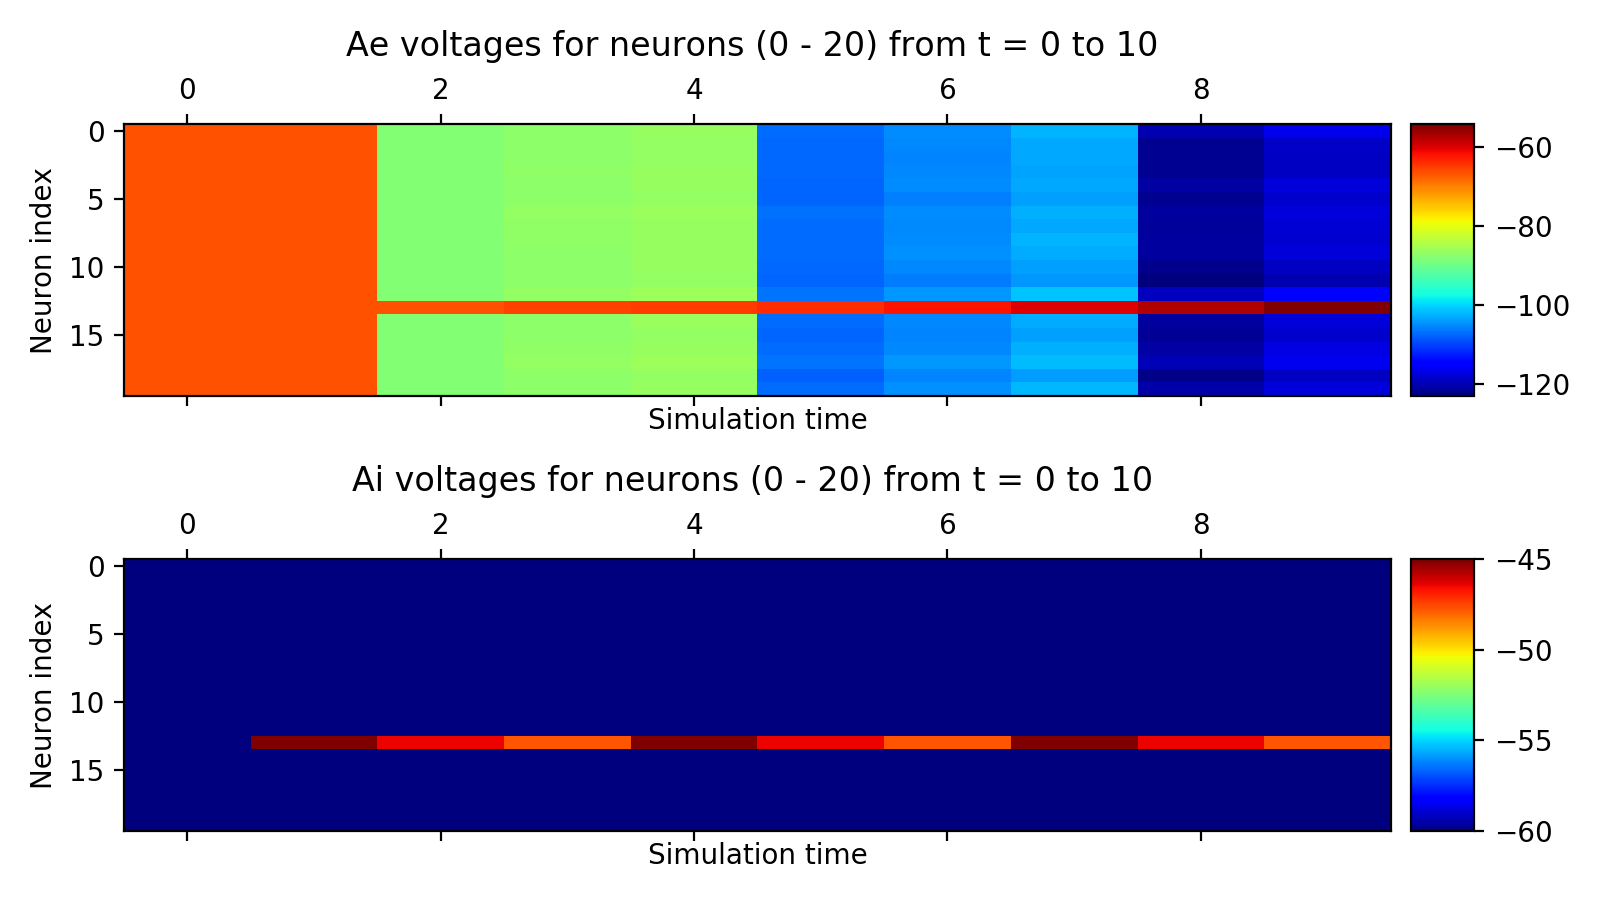 Ae voltages for neurons (0 - 20) from t = 0 to 10
0 2 4 6 8
Neuron index
0
5
10
15
−60
−80
−100
−120
Simulation time
Ai voltages for neurons (0 - 20) from t = 0 to 10
0 2 4 6 8
Neuron index
0
5
10
15
−45
−50
−55
−60
Simulation time